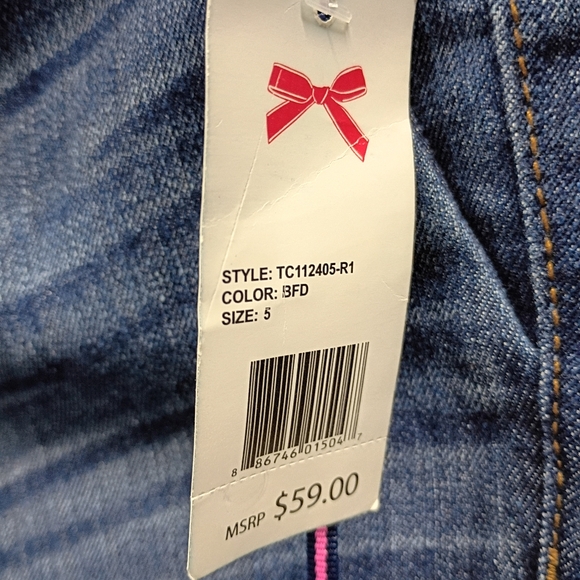 STYLE: TC112405-R1
COLOR: BFD
SIZE: 5
8 86746 01504 7
MSRP $59.00